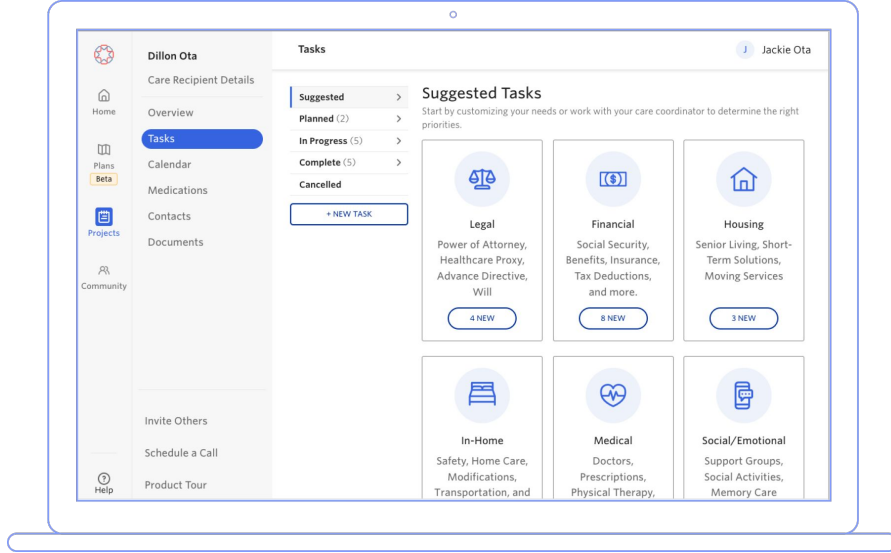 Home
Plans
Beta
Projects
Community
Help
Dillon Ota
Care Recipient Details
Overview
Tasks
Calendar
Medications
Contacts
Documents
Invite Others
Schedule a Call
Product Tour
Tasks
J Jackie Ota
Suggested
Planned (2)
In Progress (5)
Complete (5)
Cancelled
+ NEW TASK
Suggested Tasks
Start by customizing your needs or work with your care coordinator to determine the right
priorities.
Legal
Power of Attorney,
Healthcare Proxy,
Advance Directive,
Will
4 NEW
Financial
Social Security,
Benefits, Insurance,
Tax Deductions,
and more.
8 NEW
Housing
Senior Living, Short-
Term Solutions,
Moving Services
3 NEW
In-Home
Safety, Home Care,
Modifications,
Transportation, and
Medical
Doctors,
Prescriptions,
Physical Therapy,
Social/Emotional
Support Groups,
Social Activities,
Memory Care